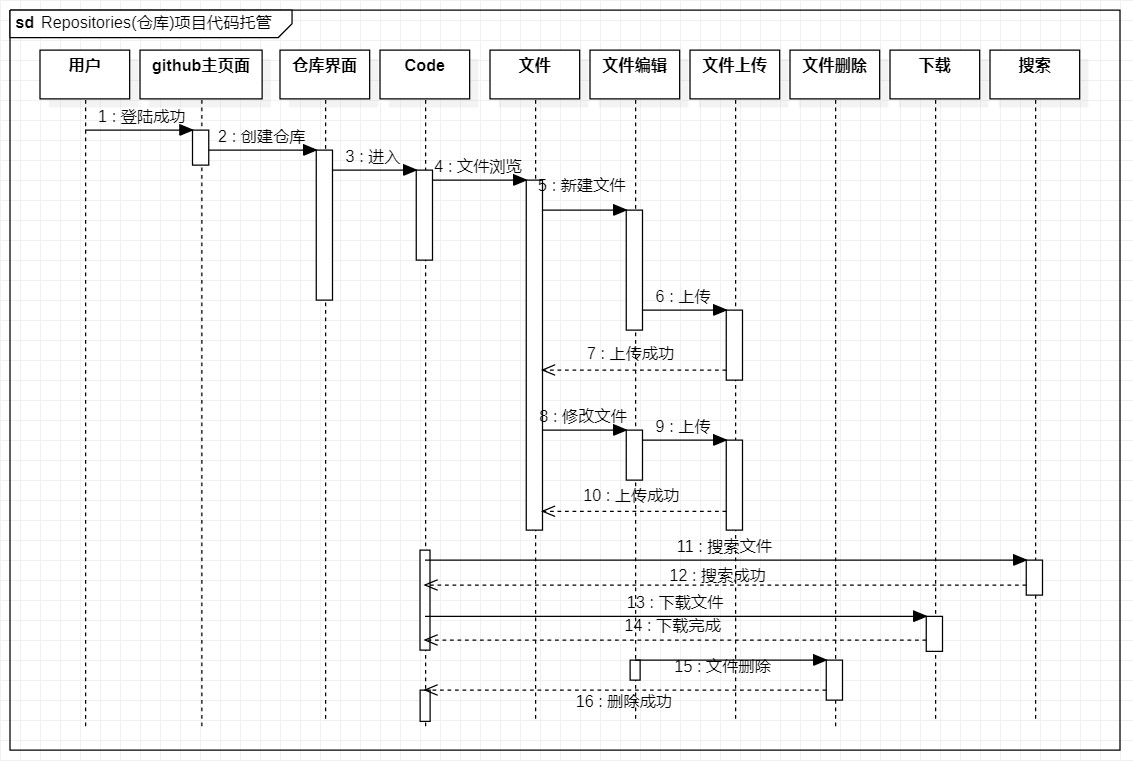 sd Repositories(仓库)项目代码托管
用户 github主页面 仓库界面 Code 文件 文件编辑 文件上传 文件删除 下载 搜索
1 : 登陆成功
2 : 创建仓库
3 : 进入
4 : 文件浏览
5 : 新建文件
6 : 上传
7 : 上传成功
8 : 修改文件
9 : 上传
10 : 上传成功
11 : 搜索文件
12 : 搜索成功
13 : 下载文件
14 : 下载完成
15 : 文件删除
16 : 删除成功